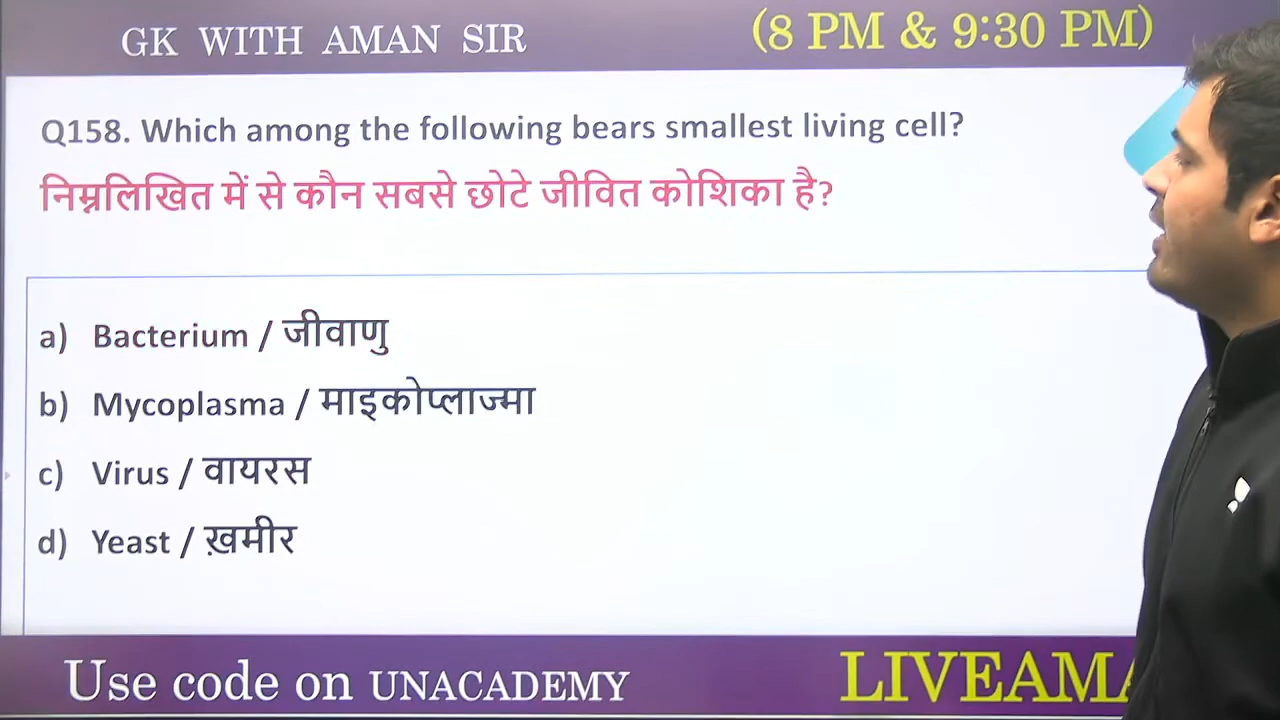 GK WITH AMAN SIR
(8 PM & 9:30 PM)
Q158. Which among the following bears smallest living cell?
निम्नलिखित में से कौन सबसे छोटे जीवित कोशिका है?
a) Bacterium / जीवाणु
b) Mycoplasma / माइकोप्लाज्मा
c) Virus / वायरस
d) Yeast / ख़मीर
Use code on UNACADEMY
LIVEAMA